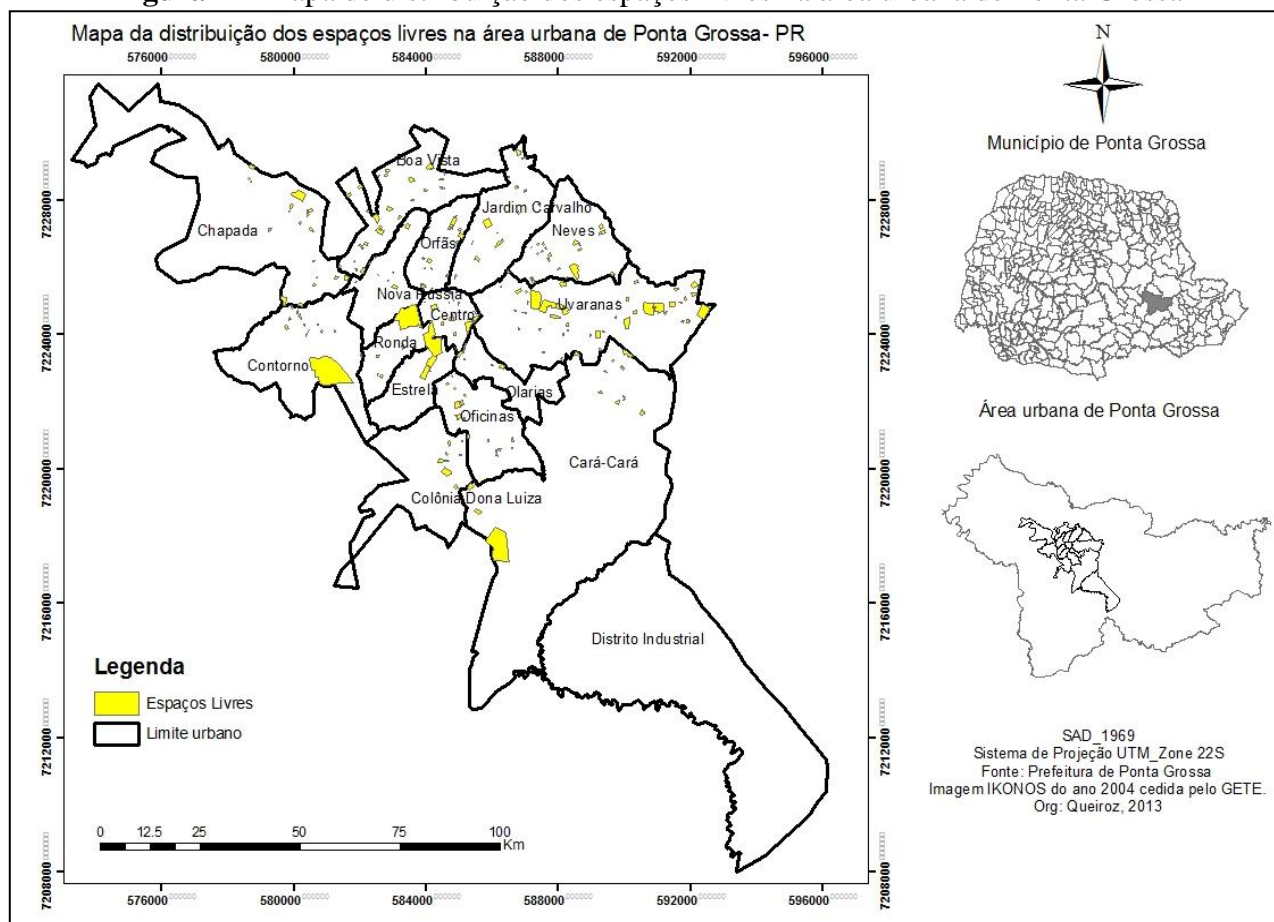 Mapa da distribuição dos espaços livres na área urbana de Ponta Grossa- PR
576000 580000 584000 588000 592000 596000
N
Município de Ponta Grossa
7228000
7224000
7220000
7216000
7212000
7208000
Boa Vista
Jardim Carvalho
Chapada
Orfãs
Neves
Nova Rússia
Uvaranas
Centro
Ronda
Contorno
Estrela
Olarias
Oficinas
Cará-Cará
Colônia Dona Luiza
Distrito Industrial
7228000
7224000
7220000
7216000
7212000
7208000
Legenda
Espaços Livres
Limite urbano
0 12.5 25 50 75 100
Km
576000 580000 584000 588000 592000 596000
Área urbana de Ponta Grossa
SAD_1969
Sistema de Projeção UTM_Zone 22S
Fonte: Prefeitura de Ponta Grossa
Imagem IKONOS do ano 2004 cedida pelo GETE.
Org: Queiroz, 2013